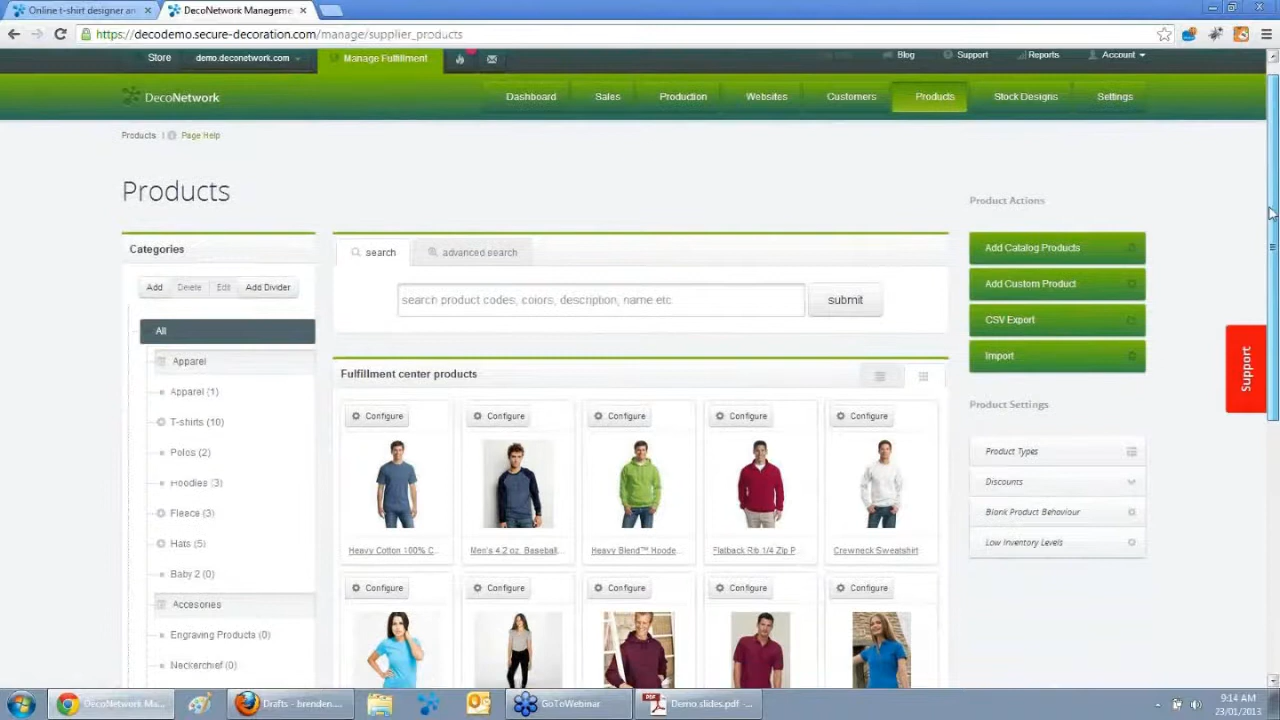 Online t-shirt designer an
DecoNetwork Manageme
https://decodemo.secure-decoration.com/manage/supplier_products
Store
demo.deconetwork.com
Manage Fulfillment
Blog
Support
Reports
Account
DecoNetwork
Dashboard
Sales
Production
Websites
Customers
Products
Stock Designs
Settings
Products | Page Help
Products
Categories
Add
Delete
Edit
Add Divider
All
Apparel
Apparel (1)
T-shirts (10)
Polos (2)
Hoodies (3)
Fleece (3)
Hats (5)
Baby 2 (0)
Accesories
Engraving Products (0)
Neckerchief (0)
search
advanced search
search product codes, colors, description, name etc.
submit
Fulfillment center products
Configure
Configure
Configure
Configure
Configure
Heavy Cotton 100% C...
Men's 4.2 oz. Baseball...
Heavy Blend™ Hoode...
Flatback Rib 1/4 Zip P...
Crewneck Sweatshirt
Configure
Configure
Configure
Configure
Configure
Product Actions
Add Catalog Products
Add Custom Product
CSV Export
Import
Product Settings
Product Types
Discounts
Blank Product Behaviour
Low Inventory Levels
Support
DecoNetwork Ma...
Drafts - brenden....
GoToWebinar
PDF
Demo slides.pdf -...
9:14 AM
23/01/2013